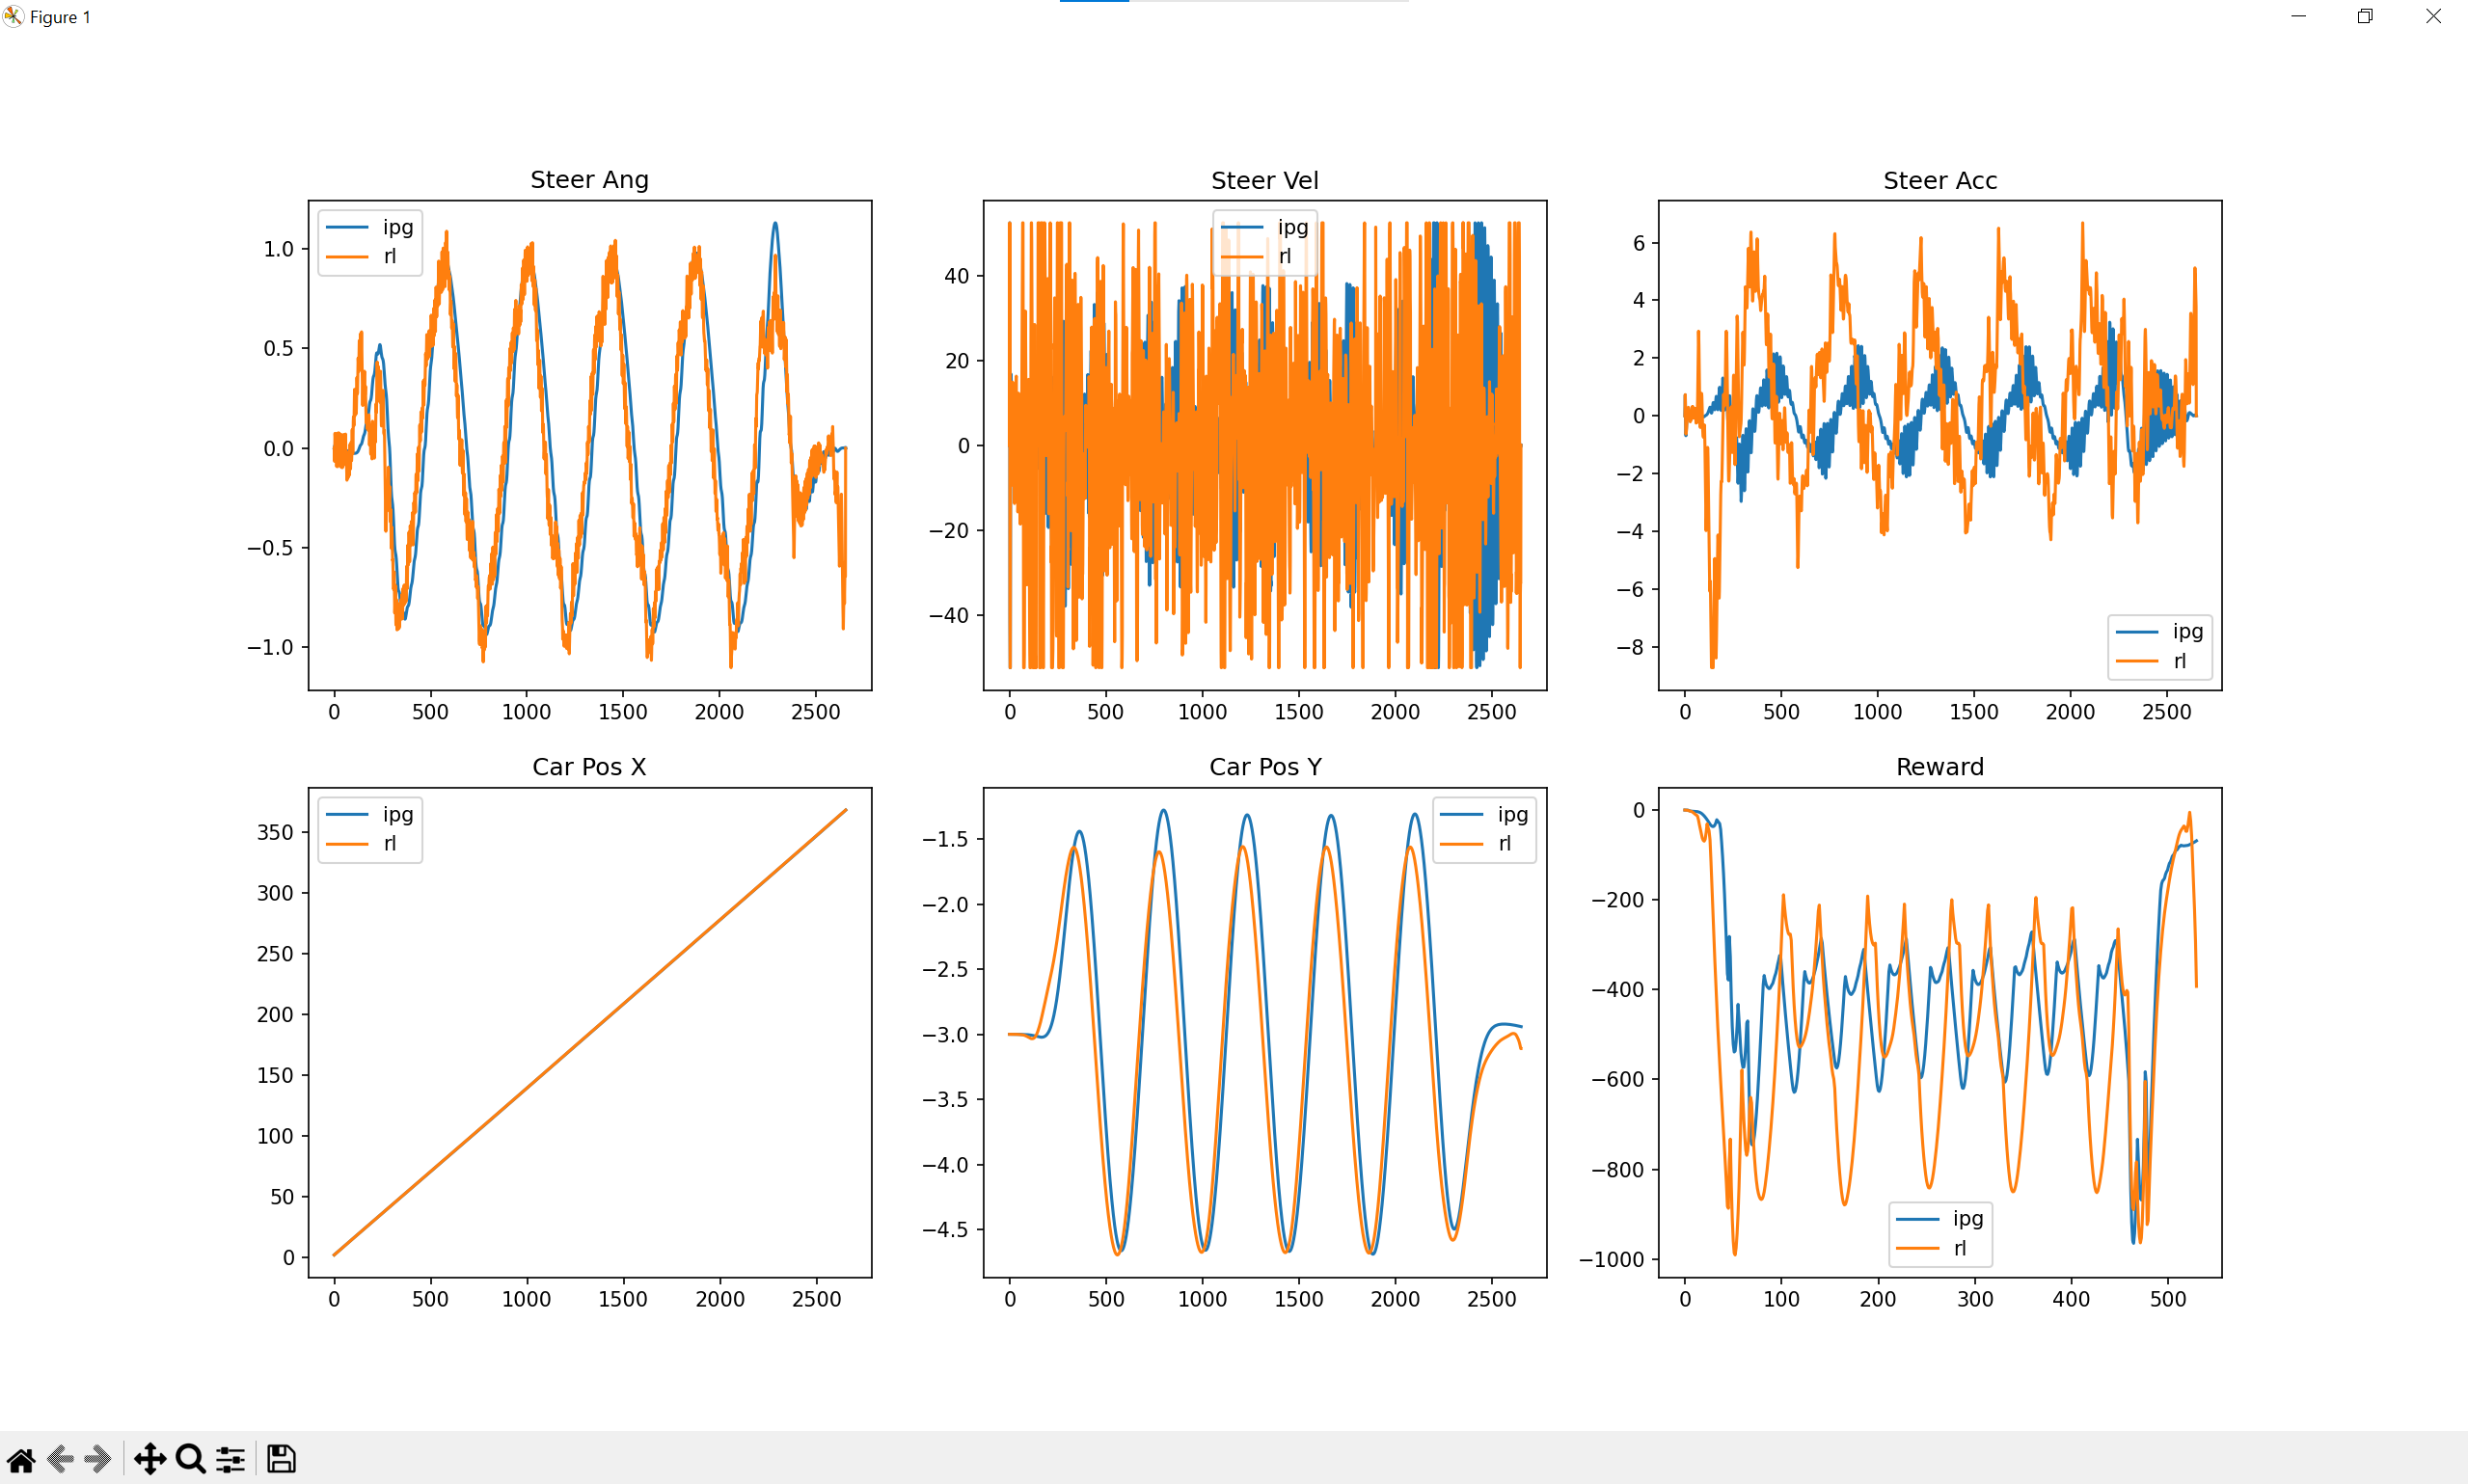 Figure 1
Steer Ang
ipg
rl
1.0
0.5
0.0
−0.5
−1.0
0 500 1000 1500 2000 2500
Steer Vel
ipg
rl
40
20
0
−20
−40
0 500 1000 1500 2000 2500
Steer Acc
6
4
2
0
−2
−4
−6
−8
ipg
rl
0 500 1000 1500 2000 2500
Car Pos X
ipg
rl
350
300
250
200
150
100
50
0
0 500 1000 1500 2000 2500
Car Pos Y
ipg
rl
−1.5
−2.0
−2.5
−3.0
−3.5
−4.0
−4.5
0 500 1000 1500 2000 2500
Reward
0
−200
−400
−600
−800
−1000
ipg
rl
0 100 200 300 400 500